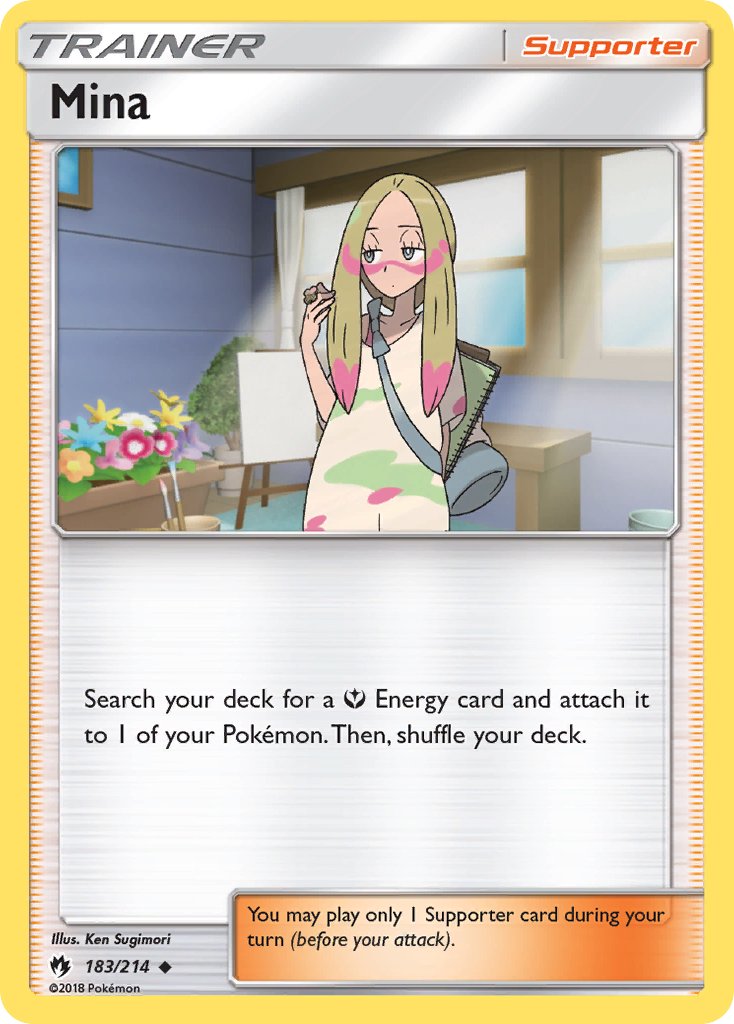 TRAINER
Supporter
Mina
Search your deck for a Energy card and attach it
to 1 of your Pokémon. Then, shuffle your deck.
You may play only 1 Supporter card during your
turn (before your attack).
Illus. Ken Sugimori
183/214
©2018 Pokémon